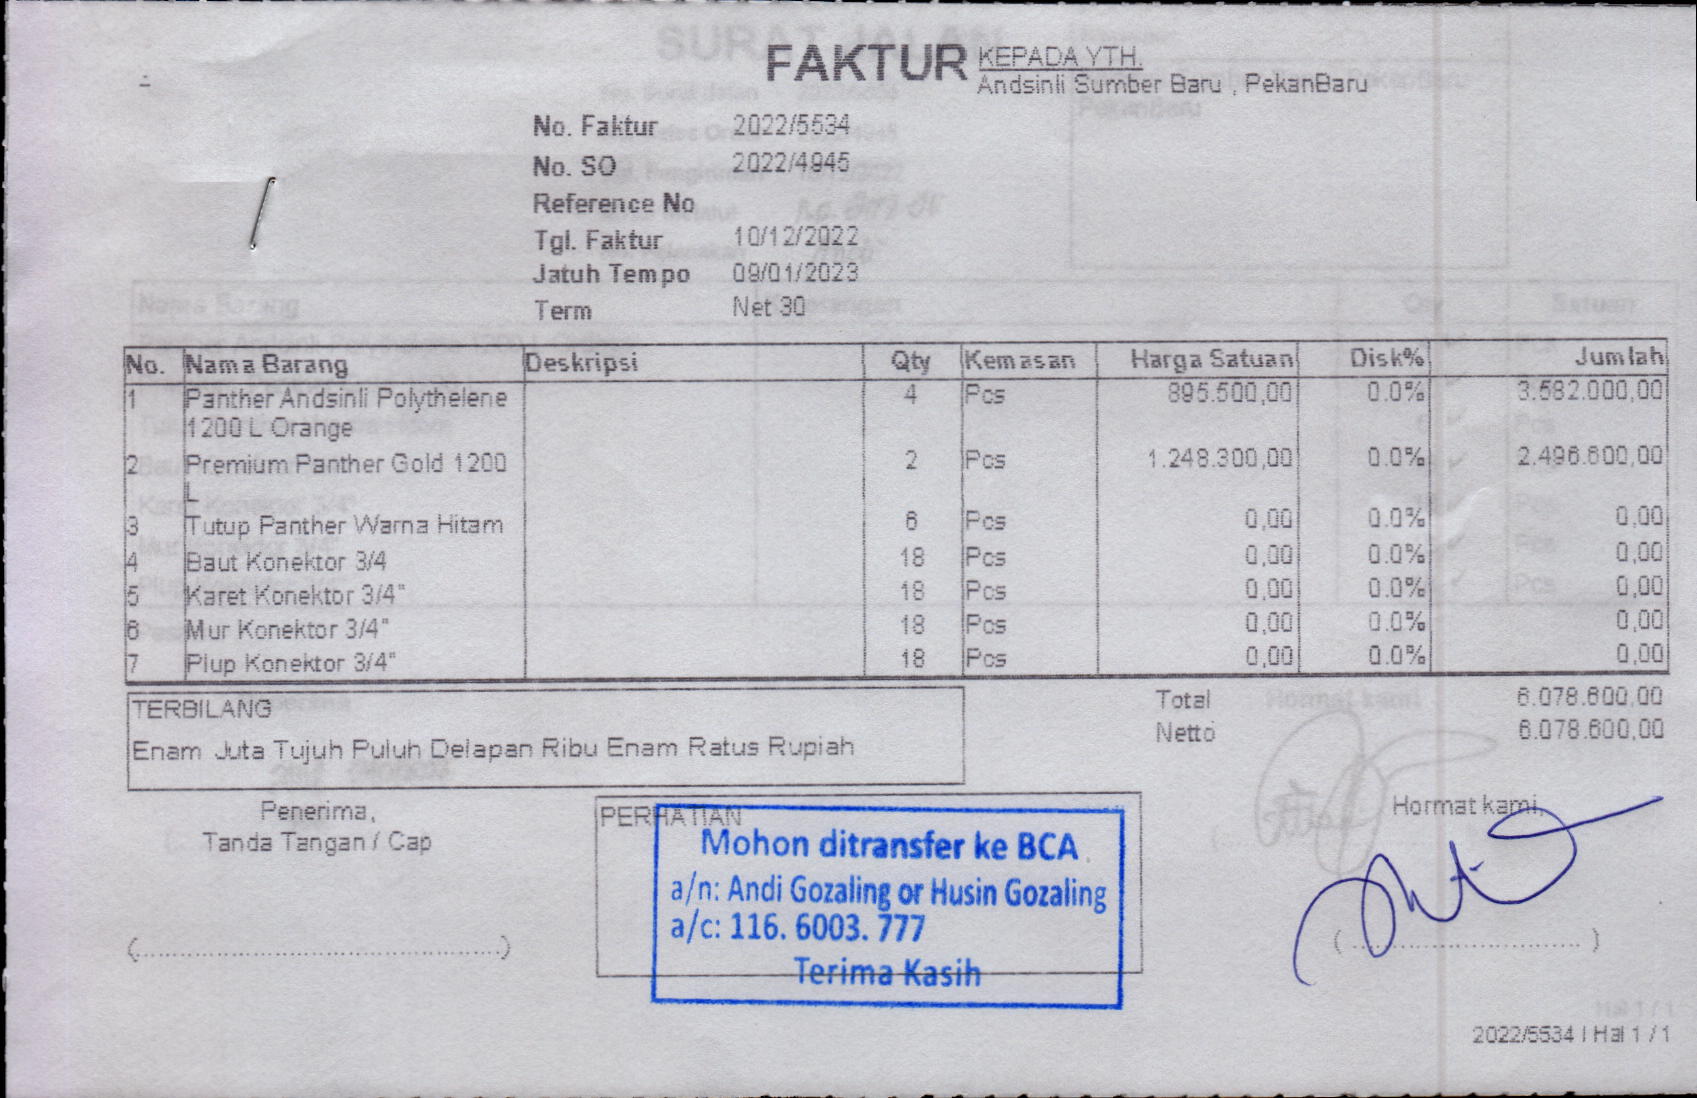 FAKTUR
KEPADA YTH.
Andsinli Sumber Baru , PekanBaru
No. Faktur 2022/5534
No. SO 2022/4945
Reference No
Tgl. Faktur 10/12/2022
Jatuh Tempo 09/01/2023
Term Net 30
No. Nama Barang Deskripsi Qty Kemasan Harga Satuan Disk% Jumlah
1 Panther Andsinli Polythelene 4 Pcs 895.500,00 0.0% 3.582.000,00
1200 L Orange
2 Premium Panther Gold 1200 2 Pcs 1.248.300,00 0.0% 2.496.600,00
L
3 Tutup Panther Warna Hitam 6 Pcs 0,00 0.0% 0,00
4 Baut Konektor 3/4 18 Pcs 0,00 0.0% 0,00
5 Karet Konektor 3/4" 18 Pcs 0,00 0.0% 0,00
6 Mur Konektor 3/4" 18 Pcs 0,00 0.0% 0,00
7 Plup Konektor 3/4" 18 Pcs 0,00 0.0% 0,00
TERBILANG
Enam Juta Tujuh Puluh Delapan Ribu Enam Ratus Rupiah
Total 6.078.600,00
Netto 6.078.600,00
Penerima,
Tanda Tangan / Cap
(....................................................)
PERHATIAN
Mohon ditransfer ke BCA
a/n: Andi Gozaling or Husin Gozaling
a/c: 116. 6003. 777
Terima Kasih
Hormat kami,
( ................................ )
2022/5534 | Hal 1 / 1